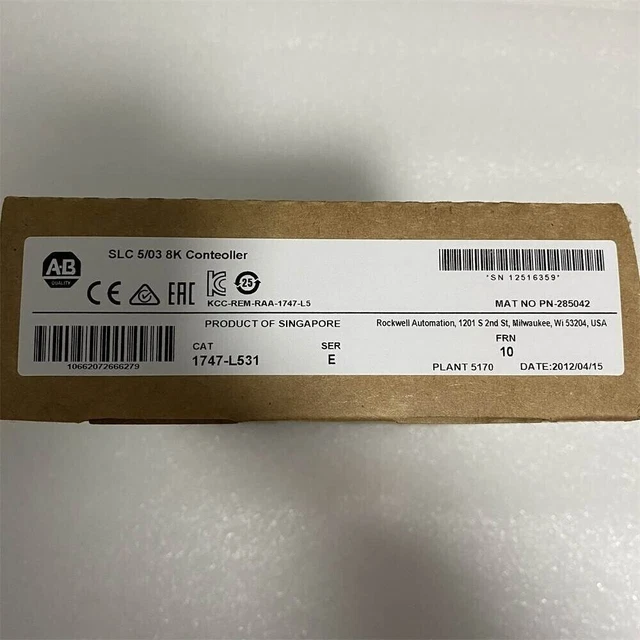 SLC 5/03 8K Conteoller
A-B
QUALITY
CE
EAC
25
KCC-REM-RAA-1747-L5
*SN 12516359*
MAT NO PN-285042
PRODUCT OF SINGAPORE
Rockwell Automation, 1201 S 2nd St, Milwaukee, Wi 53204, USA
10662072666279
CAT
1747-L531
SER
E
FRN
10
PLANT 5170
DATE:2012/04/15